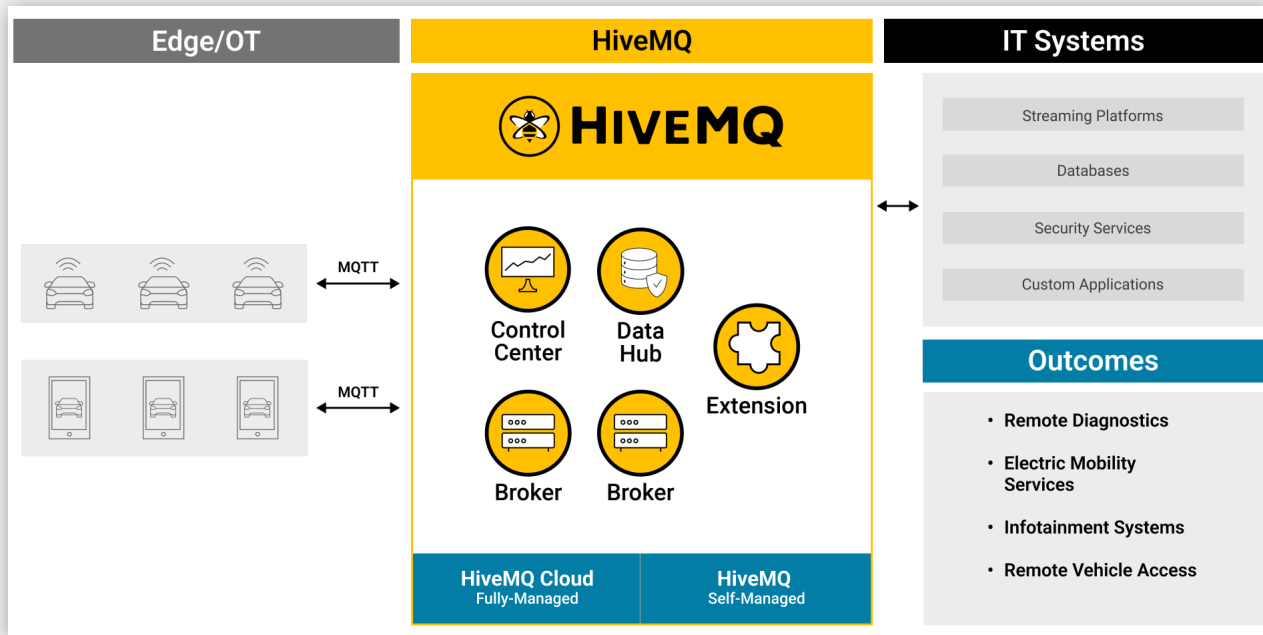 Edge/OT
HiveMQ
IT Systems
HIVEMQ
MQTT
MQTT
Control
Center
Data
Hub
Extension
Broker
Broker
HiveMQ Cloud
Fully-Managed
HiveMQ
Self-Managed
Streaming Platforms
Databases
Security Services
Custom Applications
Outcomes
• Remote Diagnostics
• Electric Mobility
Services
• Infotainment Systems
• Remote Vehicle Access